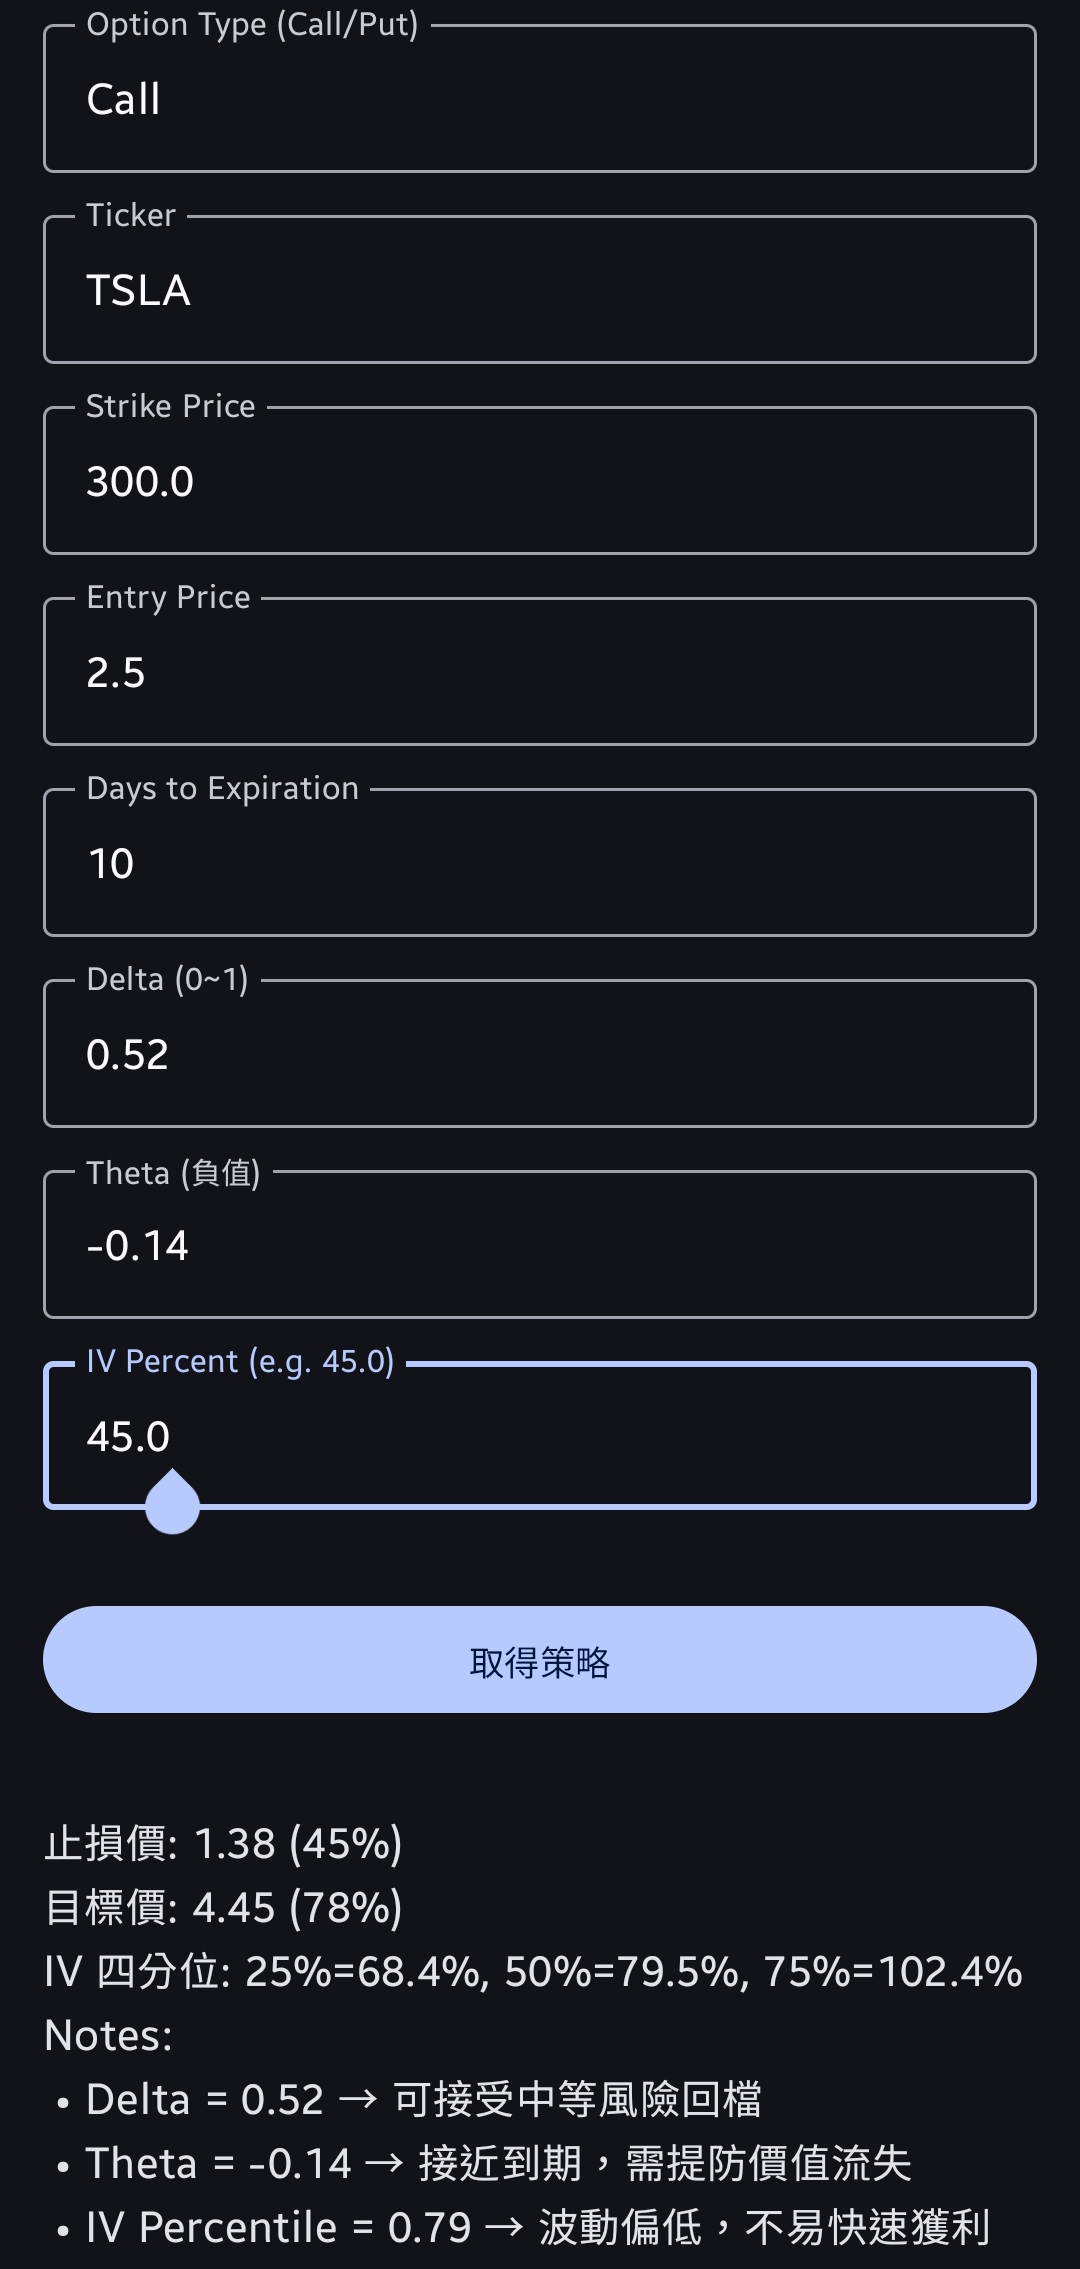 Option Type (Call/Put)
Call
Ticker
TSLA
Strike Price
300.0
Entry Price
2.5
Days to Expiration
10
Delta (0~1)
0.52
Theta (負值)
-0.14
IV Percent (e.g. 45.0)
45.0
取得策略
止損價: 1.38 (45%)
目標價: 4.45 (78%)
IV 四分位: 25%=68.4%, 50%=79.5%, 75%=102.4%
Notes:
• Delta = 0.52 → 可接受中等風險回檔
• Theta = -0.14 → 接近到期，需提防價值流失
• IV Percentile = 0.79 → 波動偏低，不易快速獲利